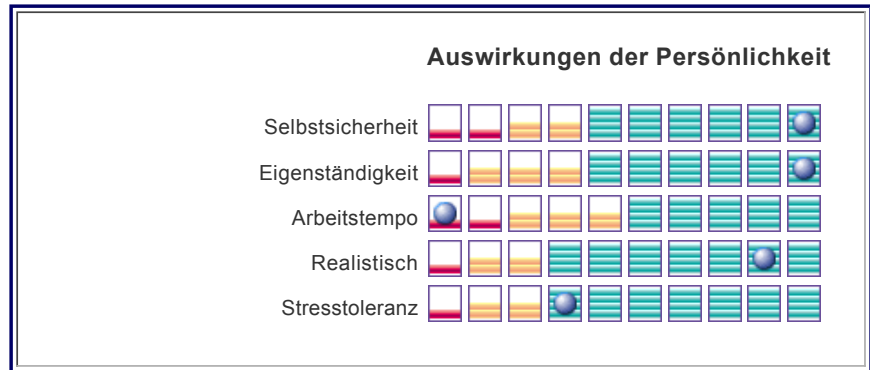 Auswirkungen der Persönlichkeit
Selbstsicherheit
Eigenständigkeit
Arbeitstempo
Realistisch
Stresstoleranz